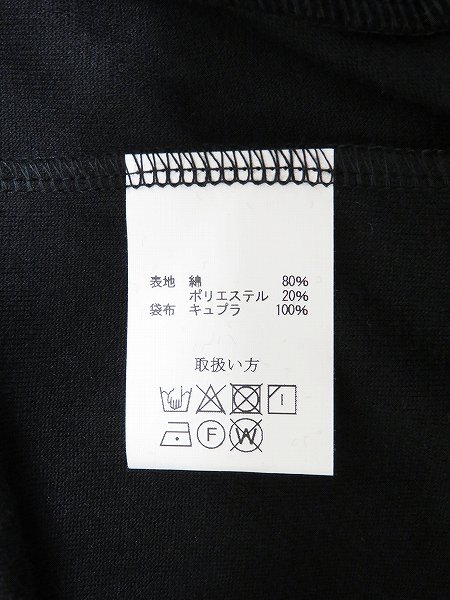 表地 綿 80%
ポリエステル 20%
袋布 キュプラ 100%
取扱い方
F W